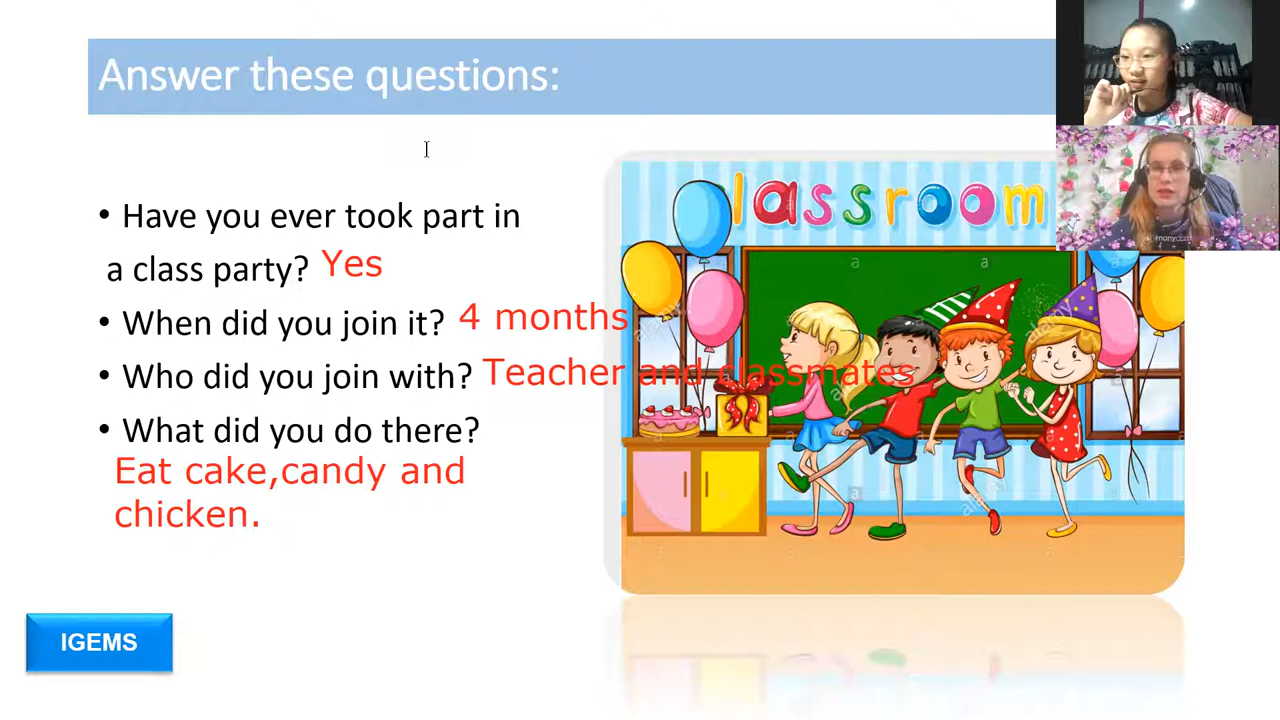 Answer these questions:
• Have you ever took part in
a class party? Yes
• When did you join it? 4 months
• Who did you join with? Teacher and classmates
• What did you do there?
Eat cake,candy and
chicken.
lassroom
IGEMS
manycam